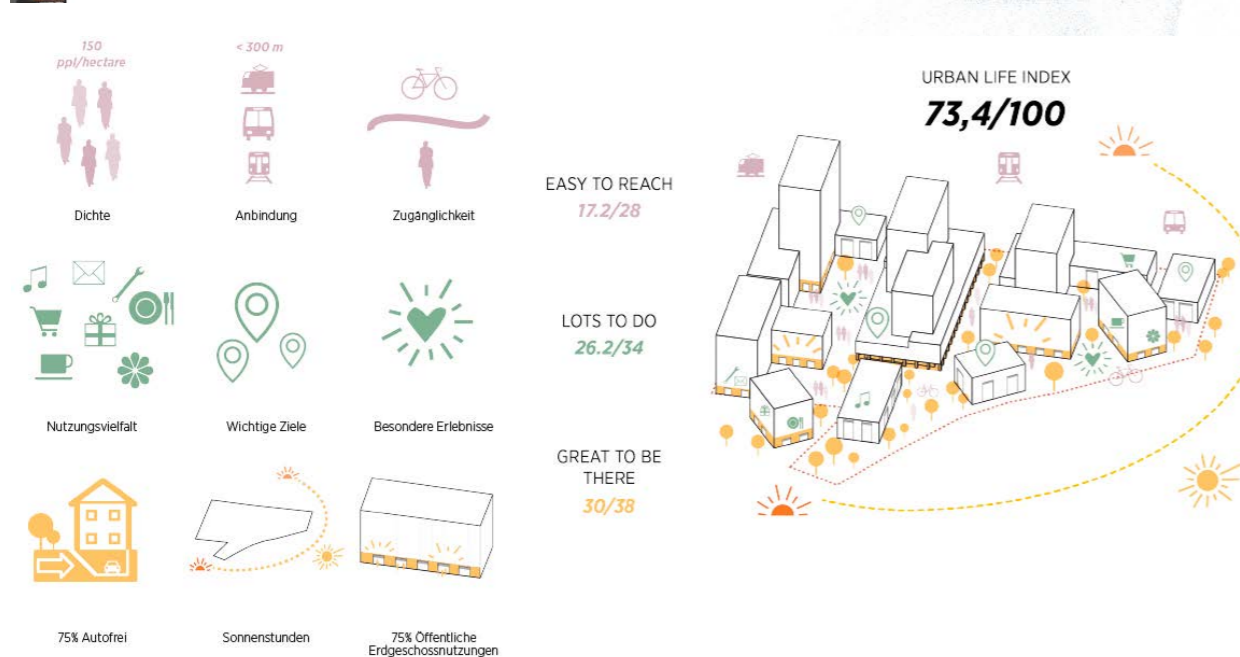 150
ppl/hectare
< 300 m
Dichte
Anbindung
Zugänglichkeit
Nutzungsvielfalt
Wichtige Ziele
Besondere Erlebnisse
75% Autofrei
Sonnenstunden
75% Öffentliche
Erdgeschossnutzungen
EASY TO REACH
17.2/28
LOTS TO DO
26.2/34
GREAT TO BE
THERE
30/38
URBAN LIFE INDEX
73,4/100